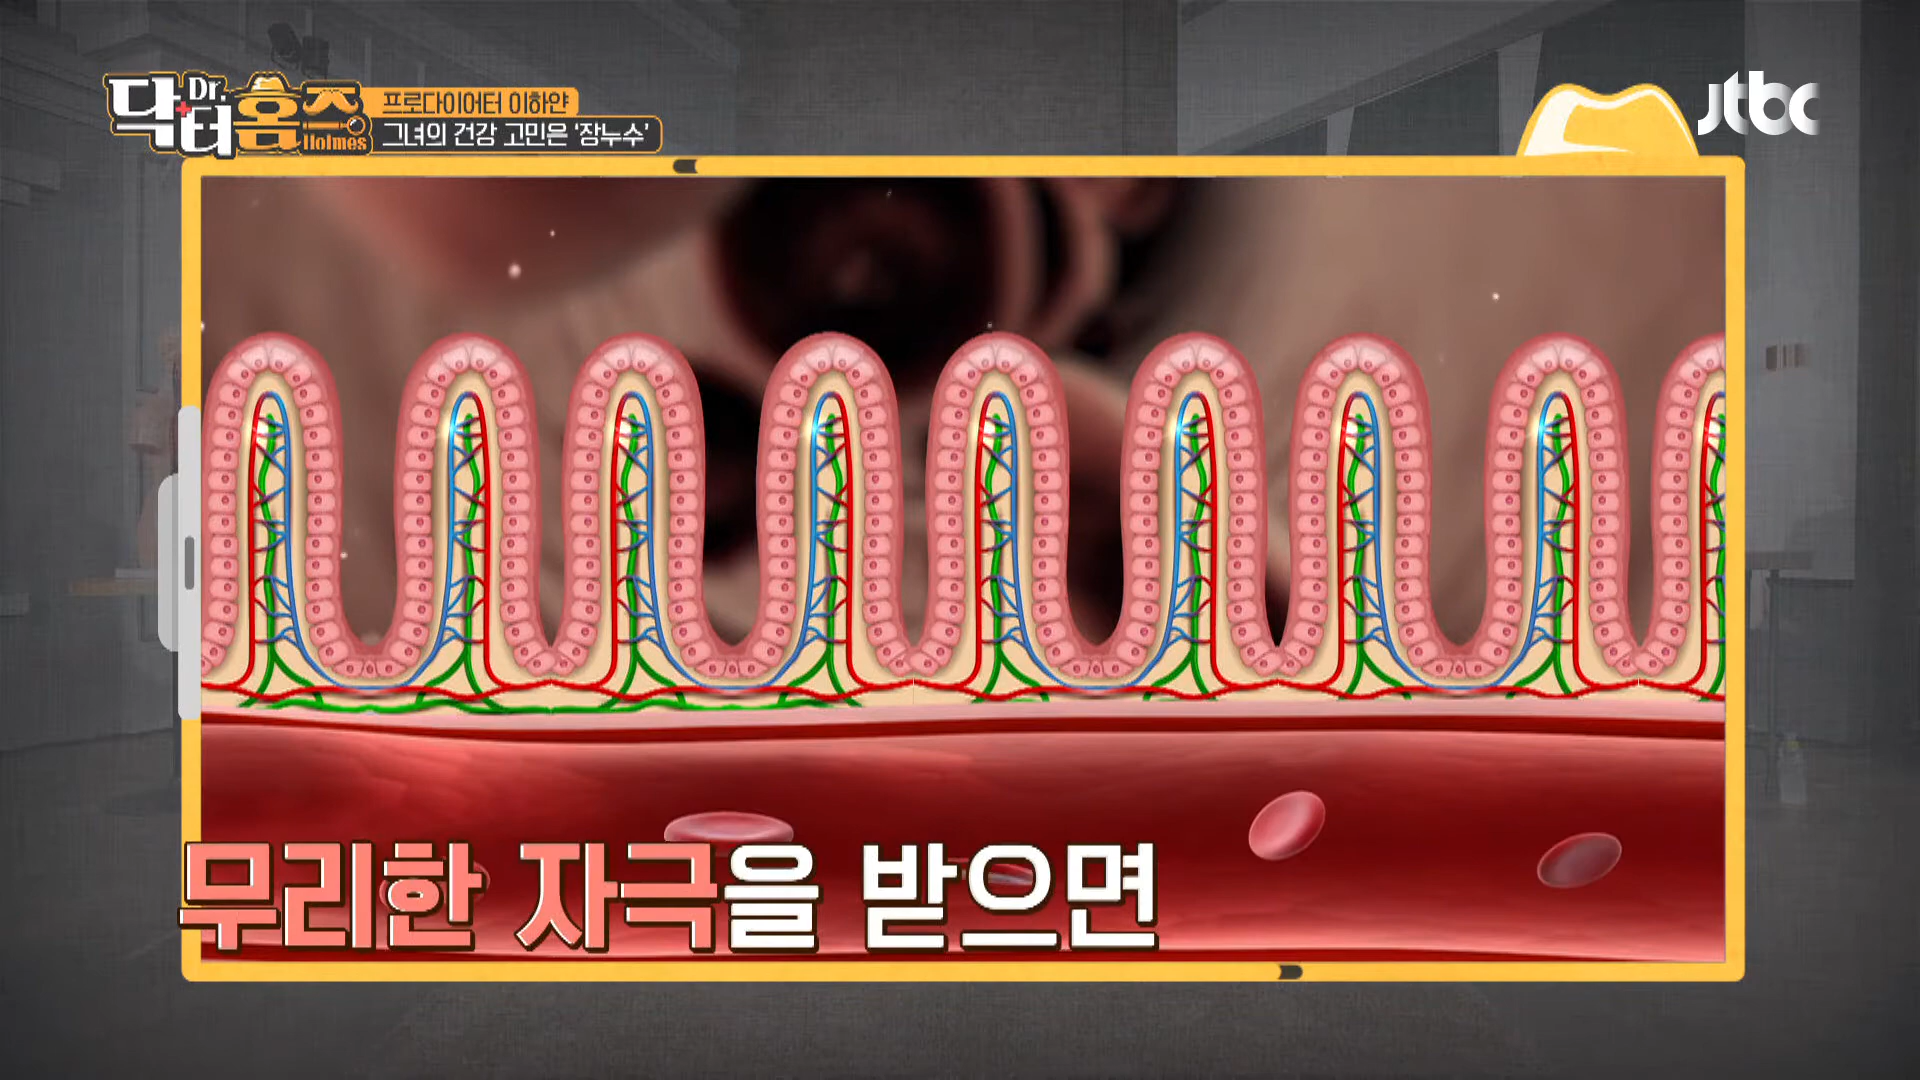 닥터 Dr. 홈즈 Holmes
프로다이어터 이하얀
그녀의 건강 고민은 '장누수'
jtbc
무리한 자극을 받으면